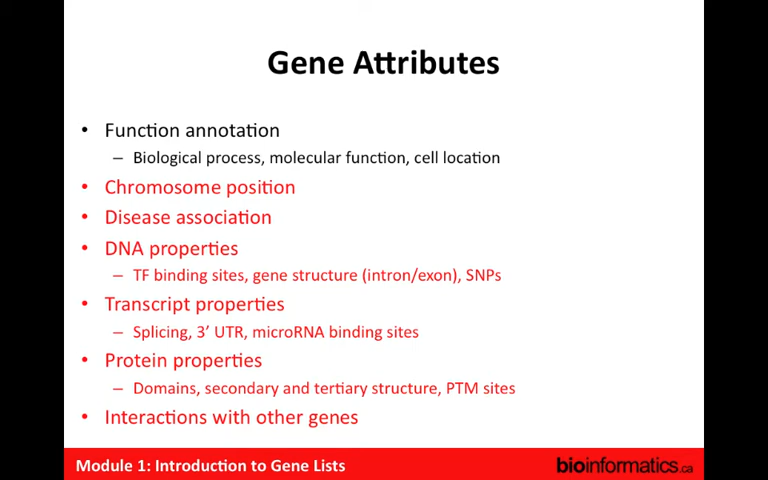 Gene Attributes
• Function annotation
– Biological process, molecular function, cell location
• Chromosome position
• Disease association
• DNA properties
– TF binding sites, gene structure (intron/exon), SNPs
• Transcript properties
– Splicing, 3’ UTR, microRNA binding sites
• Protein properties
– Domains, secondary and tertiary structure, PTM sites
• Interactions with other genes
Module 1: Introduction to Gene Lists
bioinformatics.ca